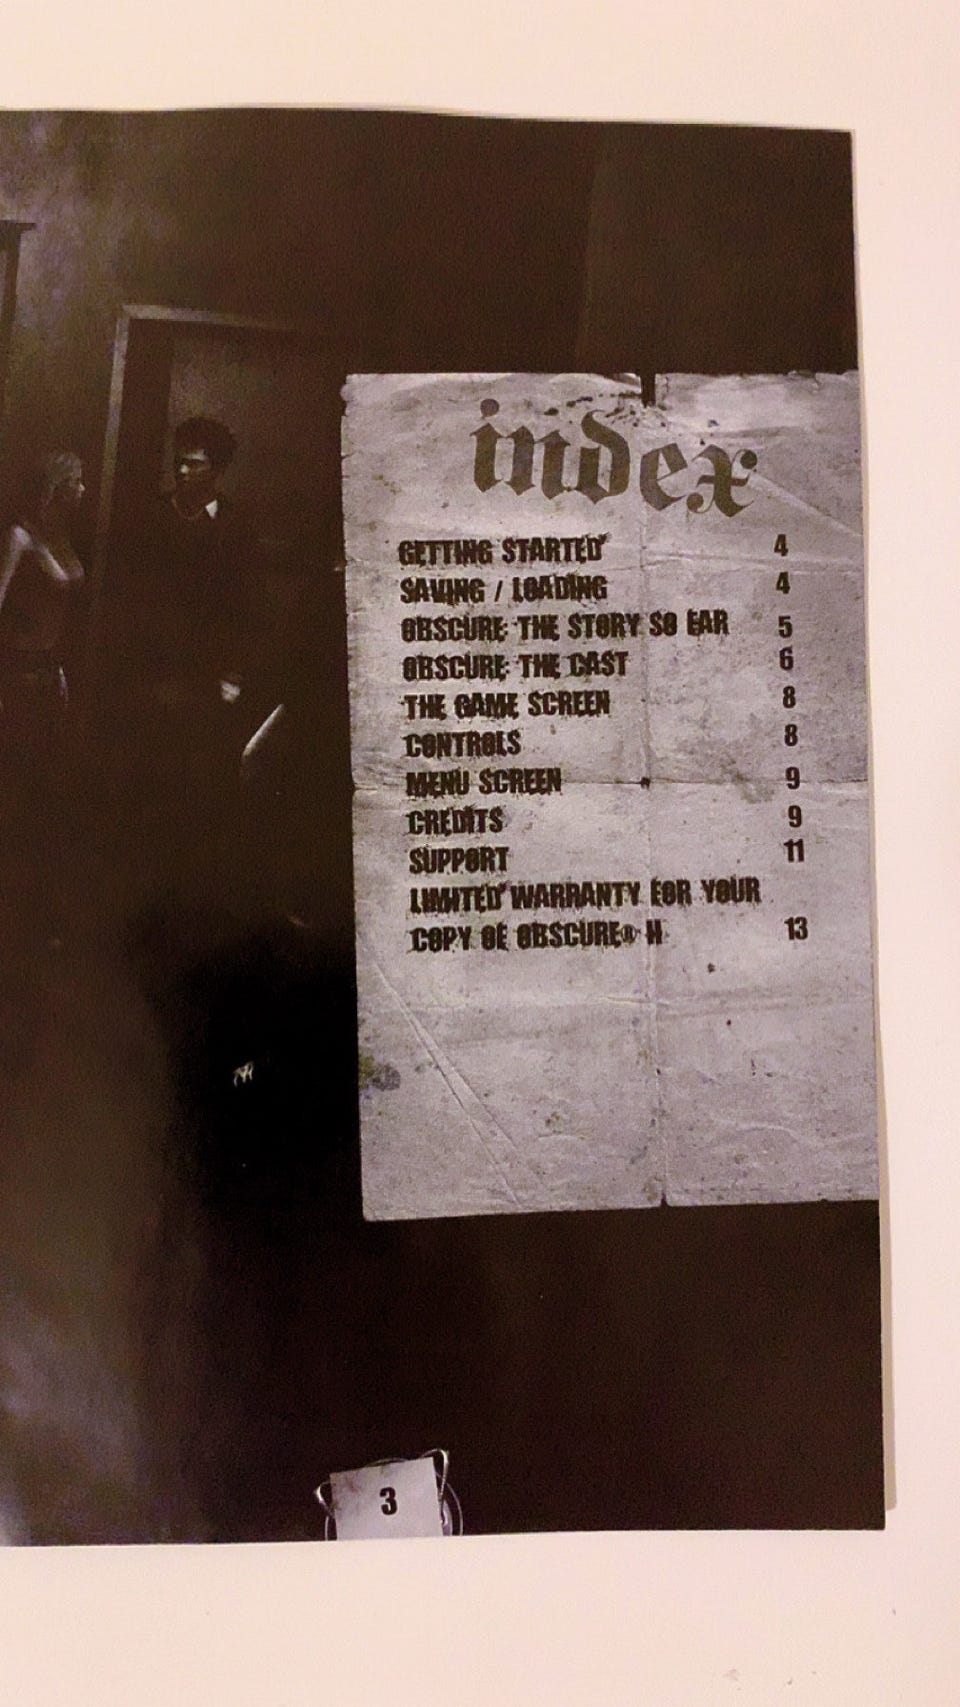 index
GETTING STARTED 4
SAVING / LOADING 4
OBSCURE: THE STORY SO FAR 5
OBSCURE: THE CAST 6
THE GAME SCREEN 8
CONTROLS 8
MENU SCREEN 9
CREDITS 9
SUPPORT 11
LIMITED WARRANTY FOR YOUR
COPY OF OBSCURE® II 13
3